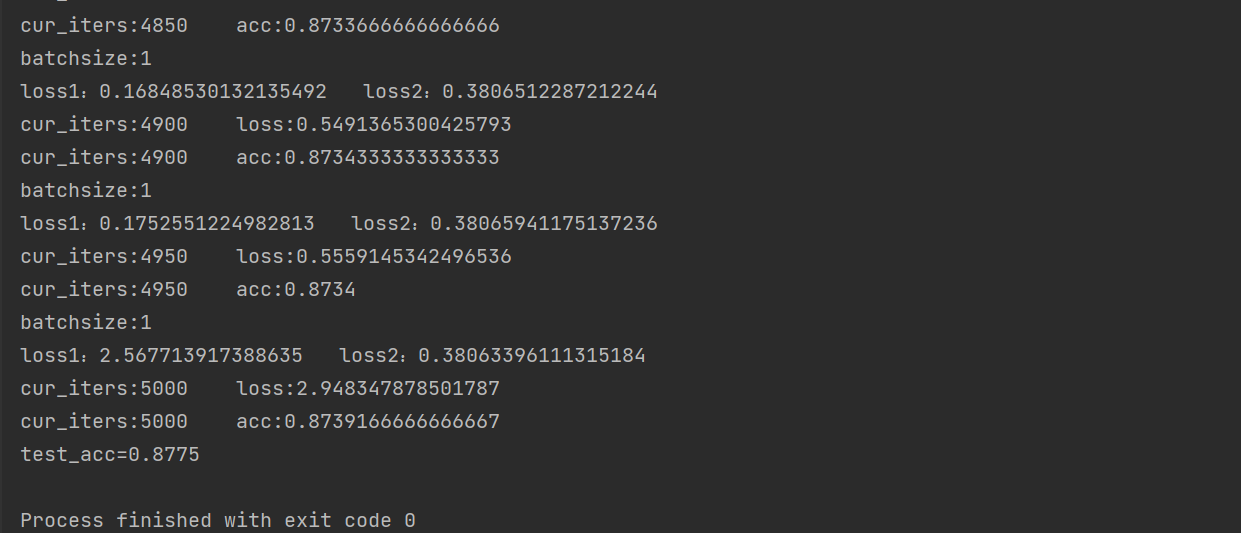 cur_iters:4850    acc:0.8733666666666666
batchsize:1
loss1：0.16848530132135492   loss2：0.3806512287212244
cur_iters:4900    loss:0.5491365300425793
cur_iters:4900    acc:0.8734333333333333
batchsize:1
loss1：0.1752551224982813   loss2：0.38065941175137236
cur_iters:4950    loss:0.5559145342496536
cur_iters:4950    acc:0.8734
batchsize:1
loss1：2.567713917388635   loss2：0.38063396111315184
cur_iters:5000    loss:2.948347878501787
cur_iters:5000    acc:0.8739166666666667
test_acc=0.8775
Process finished with exit code 0